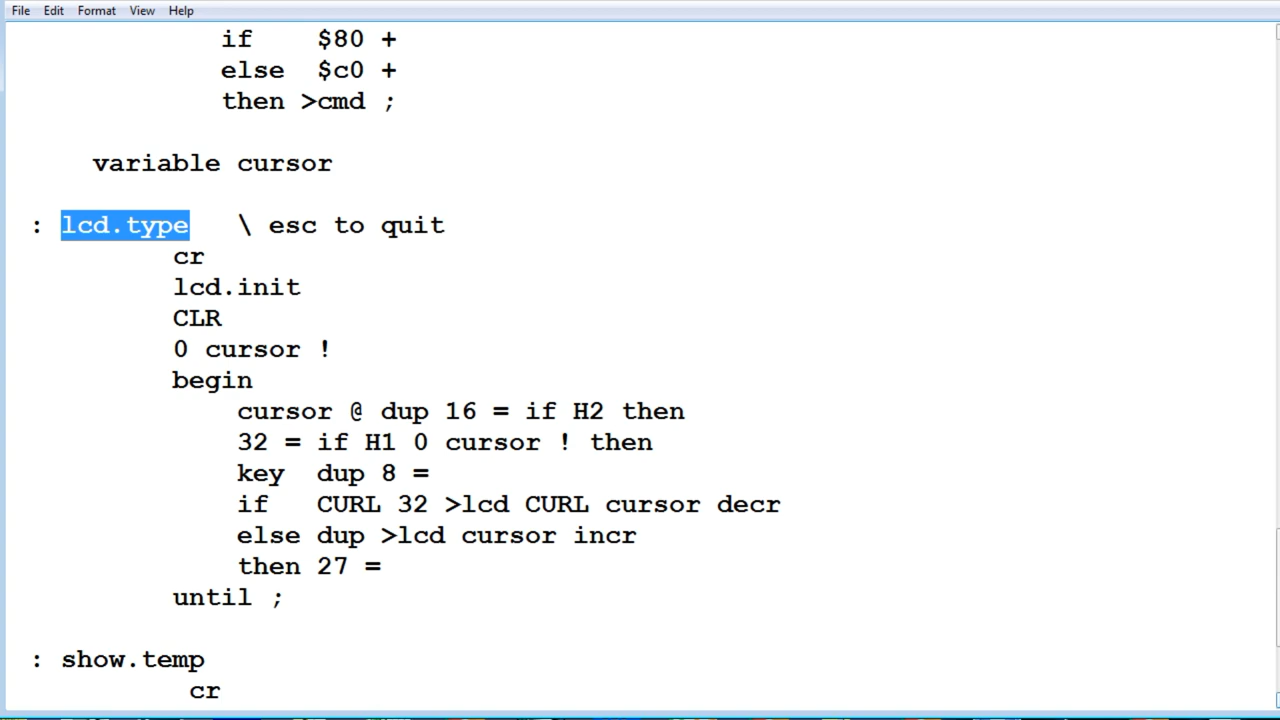 File Edit Format View Help
if $80 +
else $c0 +
then >cmd ;
variable cursor
: lcd.type \ esc to quit
cr
lcd.init
CLR
0 cursor !
begin
cursor @ dup 16 = if H2 then
32 = if H1 0 cursor ! then
key dup 8 =
if CURL 32 >lcd CURL cursor decr
else dup >lcd cursor incr
then 27 =
until ;
: show.temp
cr